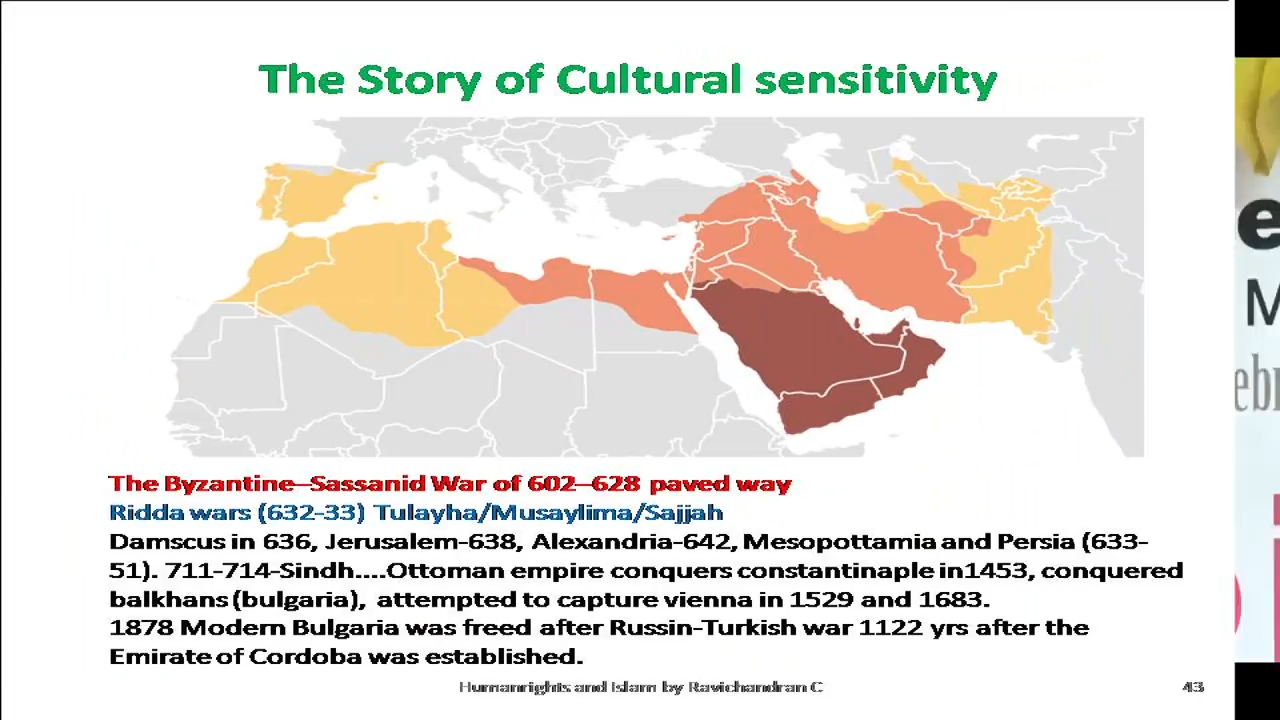 The Story of Cultural sensitivity
The Byzantine–Sassanid War of 602–628 paved way
Ridda wars (632-33) Tulayha/Musaylima/Sajjah
Damscus in 636, Jerusalem-638, Alexandria-642, Mesopottamia and Persia (633-
51). 711-714-Sindh....Ottoman empire conquers constantinaple in1453, conquered
balkhans (bulgaria), attempted to capture vienna in 1529 and 1683.
1878 Modern Bulgaria was freed after Russin-Turkish war 1122 yrs after the
Emirate of Cordoba was established.
Humanrights and Islam by Ravichandran C
43